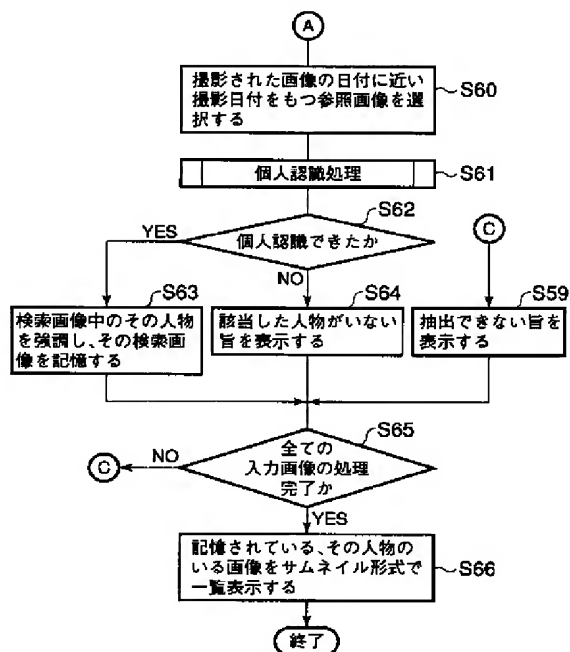 A
撮影された画像の日付に近い
撮影日付をもつ参照画像を選
択する
S60
個人認識処理
S61
S62
個人認識できたか
YES
NO
C
S63
検索画像中のその人物
を強調し、その検索画
像を記憶する
S64
該当した人物がいない
旨を表示する
S59
抽出できない旨を
表示する
S65
全ての
入力画像の処理
完了か
NO
C
YES
記憶されている、その人物の
いる画像をサムネイル形式で
一覧表示する
S66
終了